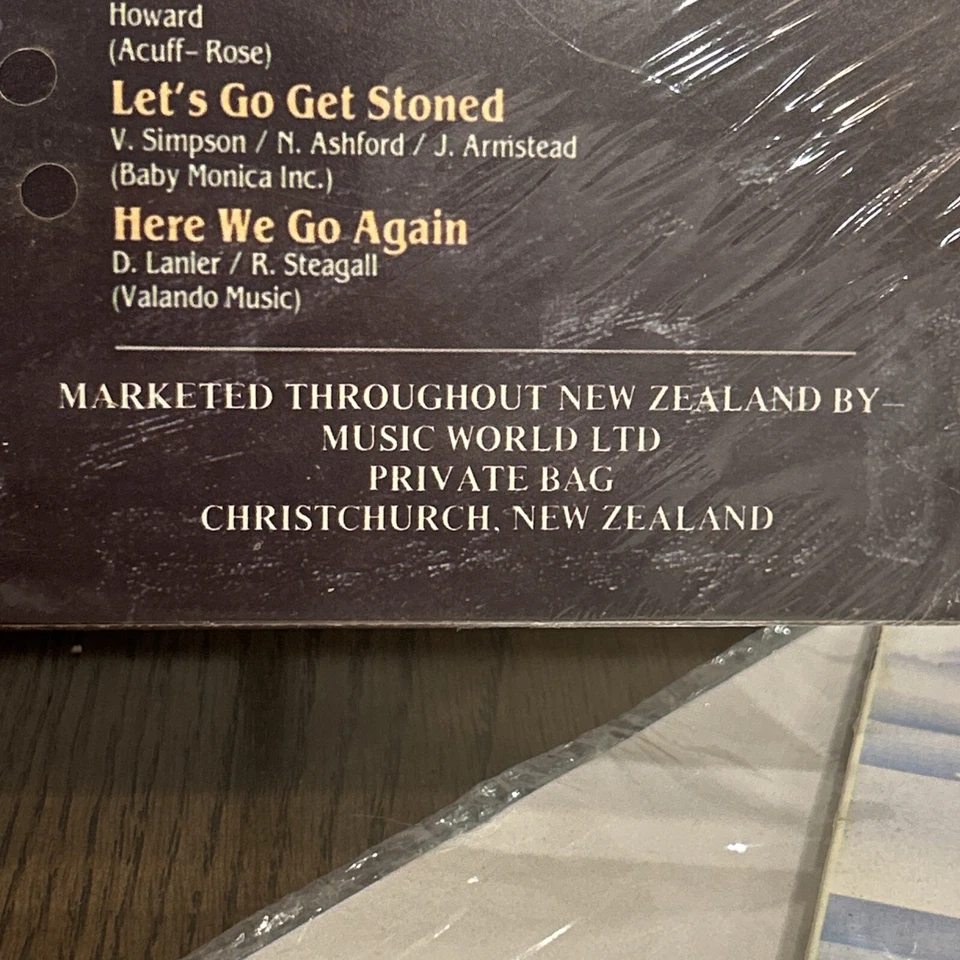 Howard
(Acuff- Rose)
Let's Go Get Stoned
V. Simpson / N. Ashford / J. Armstead
(Baby Monica Inc.)
Here We Go Again
D. Lanier / R. Steagall
(Valando Music)
MARKETED THROUGHOUT NEW ZEALAND BY—
MUSIC WORLD LTD
PRIVATE BAG
CHRISTCHURCH, NEW ZEALAND